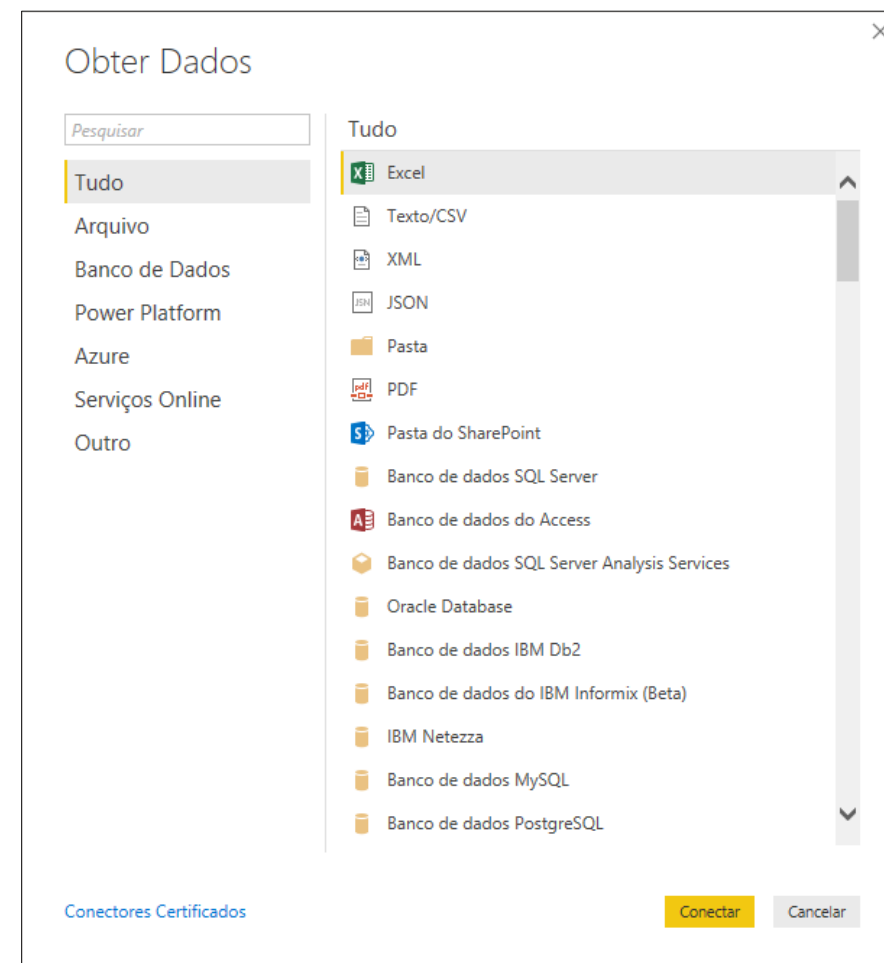 Obter Dados
Pesquisar
Tudo
Arquivo
Banco de Dados
Power Platform
Azure
Serviços Online
Outro
Tudo
Excel
Texto/CSV
XML
JSON
Pasta
PDF
Pasta do SharePoint
Banco de dados SQL Server
Banco de dados do Access
Banco de dados SQL Server Analysis Services
Oracle Database
Banco de dados IBM Db2
Banco de dados do IBM Informix (Beta)
IBM Netezza
Banco de dados MySQL
Banco de dados PostgreSQL
Conectores Certificados
Conectar
Cancelar